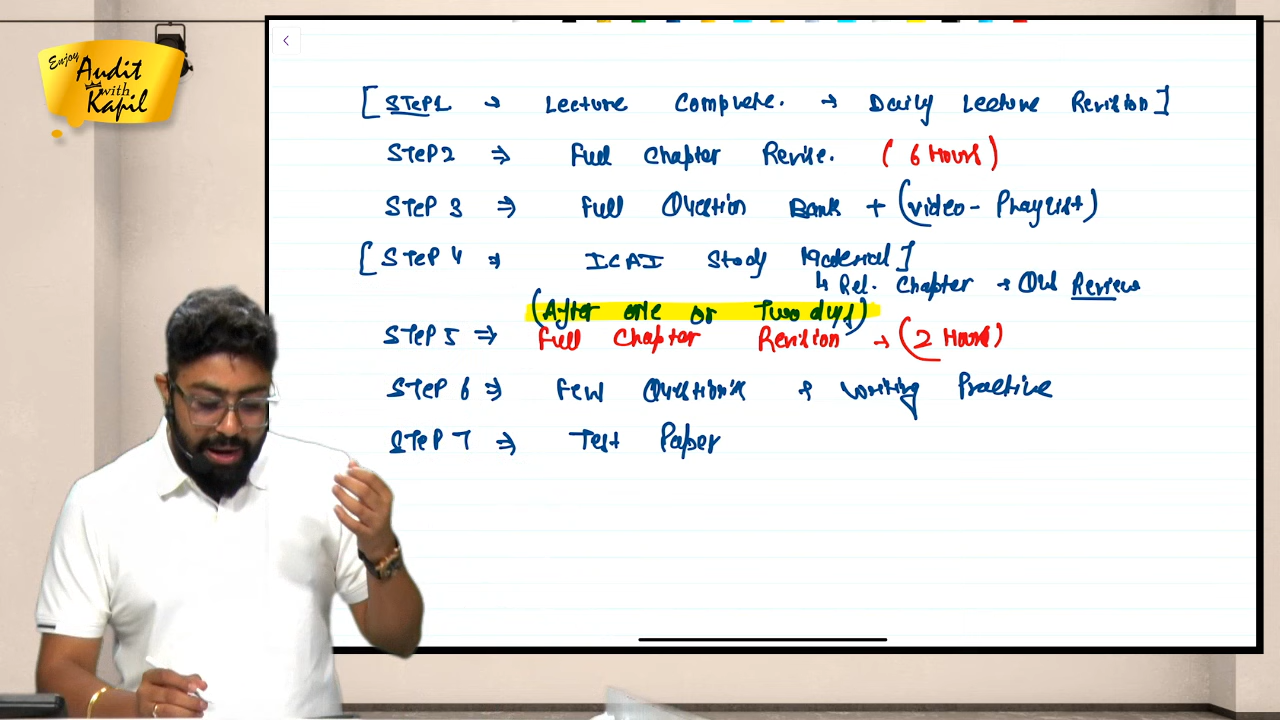 Enjoy
Audit
with
Kapil
[STeP1 → Lecture Complete. → Daily Lecture Revision]
STeP2 ⇒ Full Chapter Revise. (6 Hours)
STeP 3 ⇒ Full Question Bank + (video - Playlist)
[STeP 4 ⇒ ICAI Study Material]
↳ Rel. Chapter → Qus Review
(After one or Two days)
STeP 5 ⇒ Full Chapter Revision → (2 Hours)
STeP 6 ⇒ Few Questions + writing Practice
STeP 7 ⇒ Test Paper